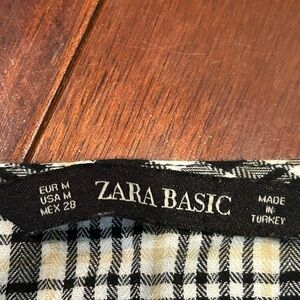 EUR M
USA M
MEX 28
ZARA BASIC
MADE
IN
TURKEY